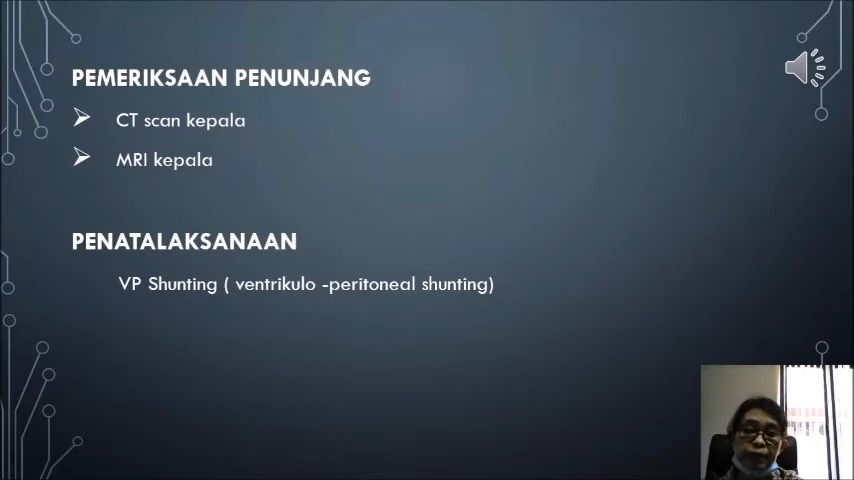 PEMERIKSAAN PENUNJANG
CT scan kepala
MRI kepala
PENATALAKSANAAN
VP Shunting ( ventrikulo -peritoneal shunting)